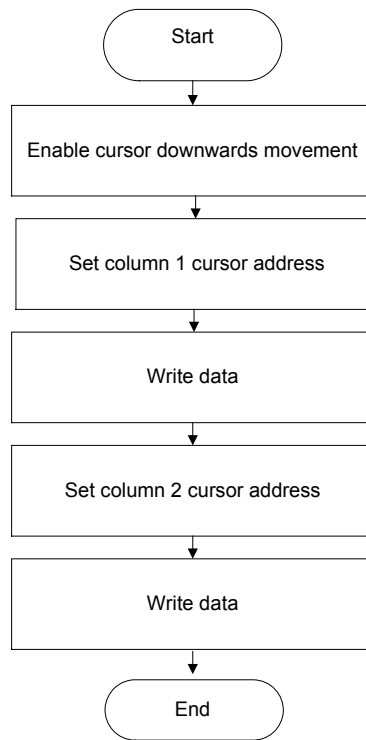 Start
Enable cursor downwards movement
Set column 1 cursor address
Write data
Set column 2 cursor address
Write data
End